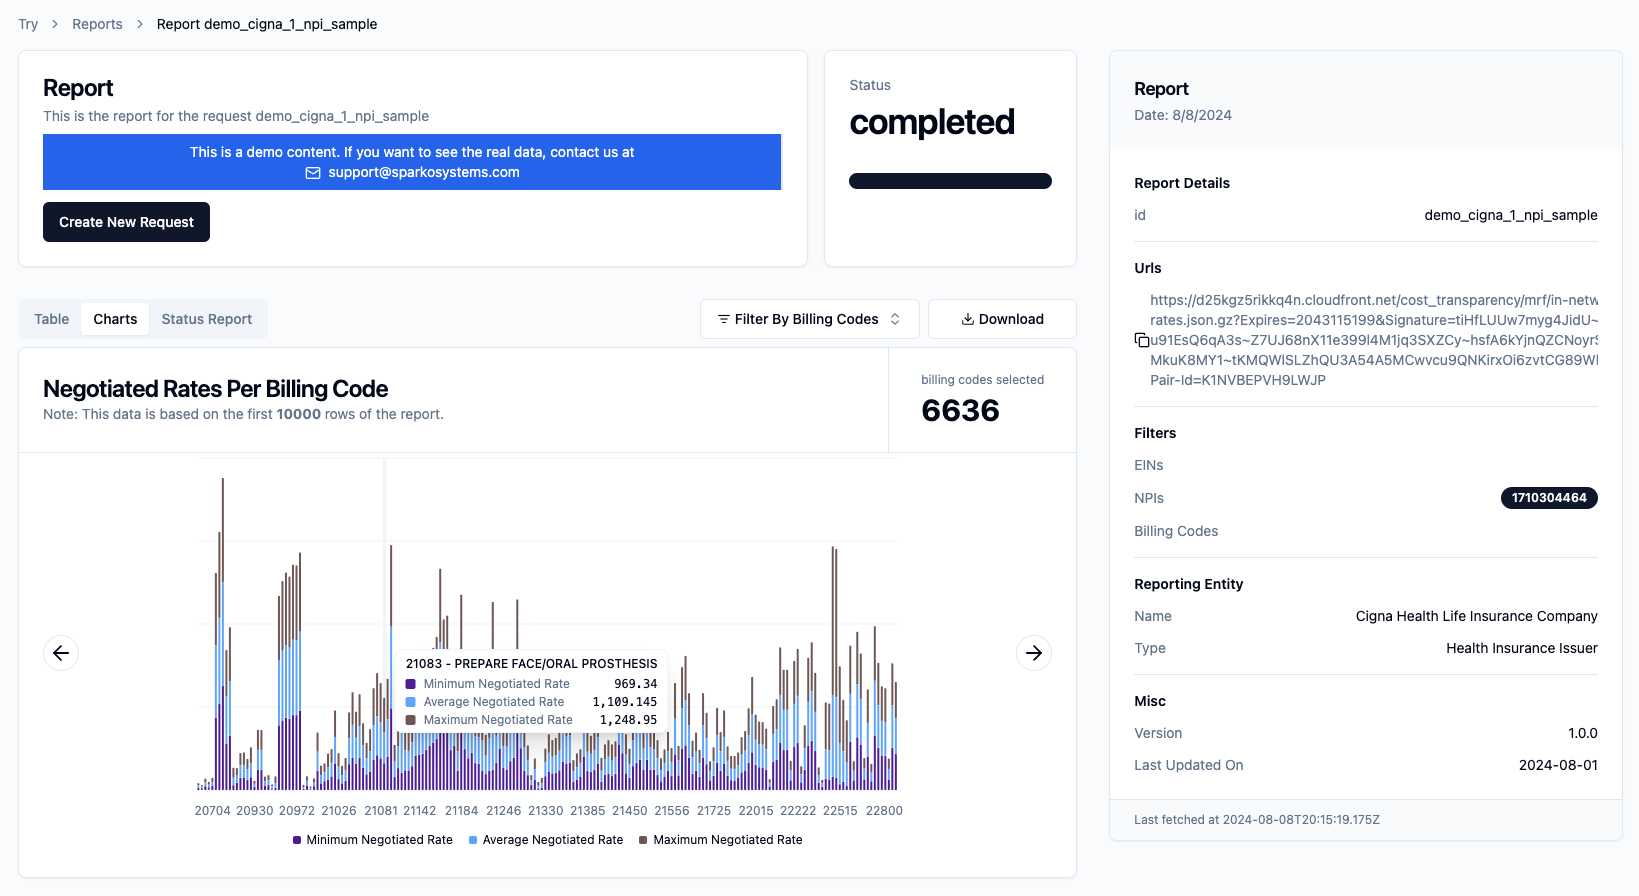 Try > Reports > Report demo_cigna_1_npi_sample
Report
This is the report for the request demo_cigna_1_npi_sample
This is a demo content. If you want to see the real data, contact us at
support@sparkosystems.com
Create New Request
Status
completed
Table Charts Status Report
Filter By Billing Codes
Download
Negotiated Rates Per Billing Code
Note: This data is based on the first 10000 rows of the report.
billing codes selected
6636
21083 - PREPARE FACE/ORAL PROSTHESIS
Minimum Negotiated Rate 969.34
Average Negotiated Rate 1,109.145
Maximum Negotiated Rate 1,248.95
20704 20930 20972 21026 21081 21142 21184 21246 21330 21385 21450 21556 21725 22015 22222 22515 22800
Minimum Negotiated Rate Average Negotiated Rate Maximum Negotiated Rate
Report
Date: 8/8/2024
Report Details
id demo_cigna_1_npi_sample
Urls
https://d25kgz5rikkq4n.cloudfront.net/cost_transparency/mrf/in-netw
rates.json.gz?Expires=2043115199&Signature=tiHfLUUw7myg4JidU~
u91EsQ6qA3s~Z7UJ68nX11e399l4M1jq3SXZCy~hsfA6kYjnQZCNoyrS
MkuK8MY1~tKMQWlSLZhQU3A54A5MCwvcu9QNKirxOi6zvtCG89Wl
Pair-Id=K1NVBEPVH9LWJP
Filters
EINs
NPIs 1710304464
Billing Codes
Reporting Entity
Name Cigna Health Life Insurance Company
Type Health Insurance Issuer
Misc
Version 1.0.0
Last Updated On 2024-08-01
Last fetched at 2024-08-08T20:15:19.175Z